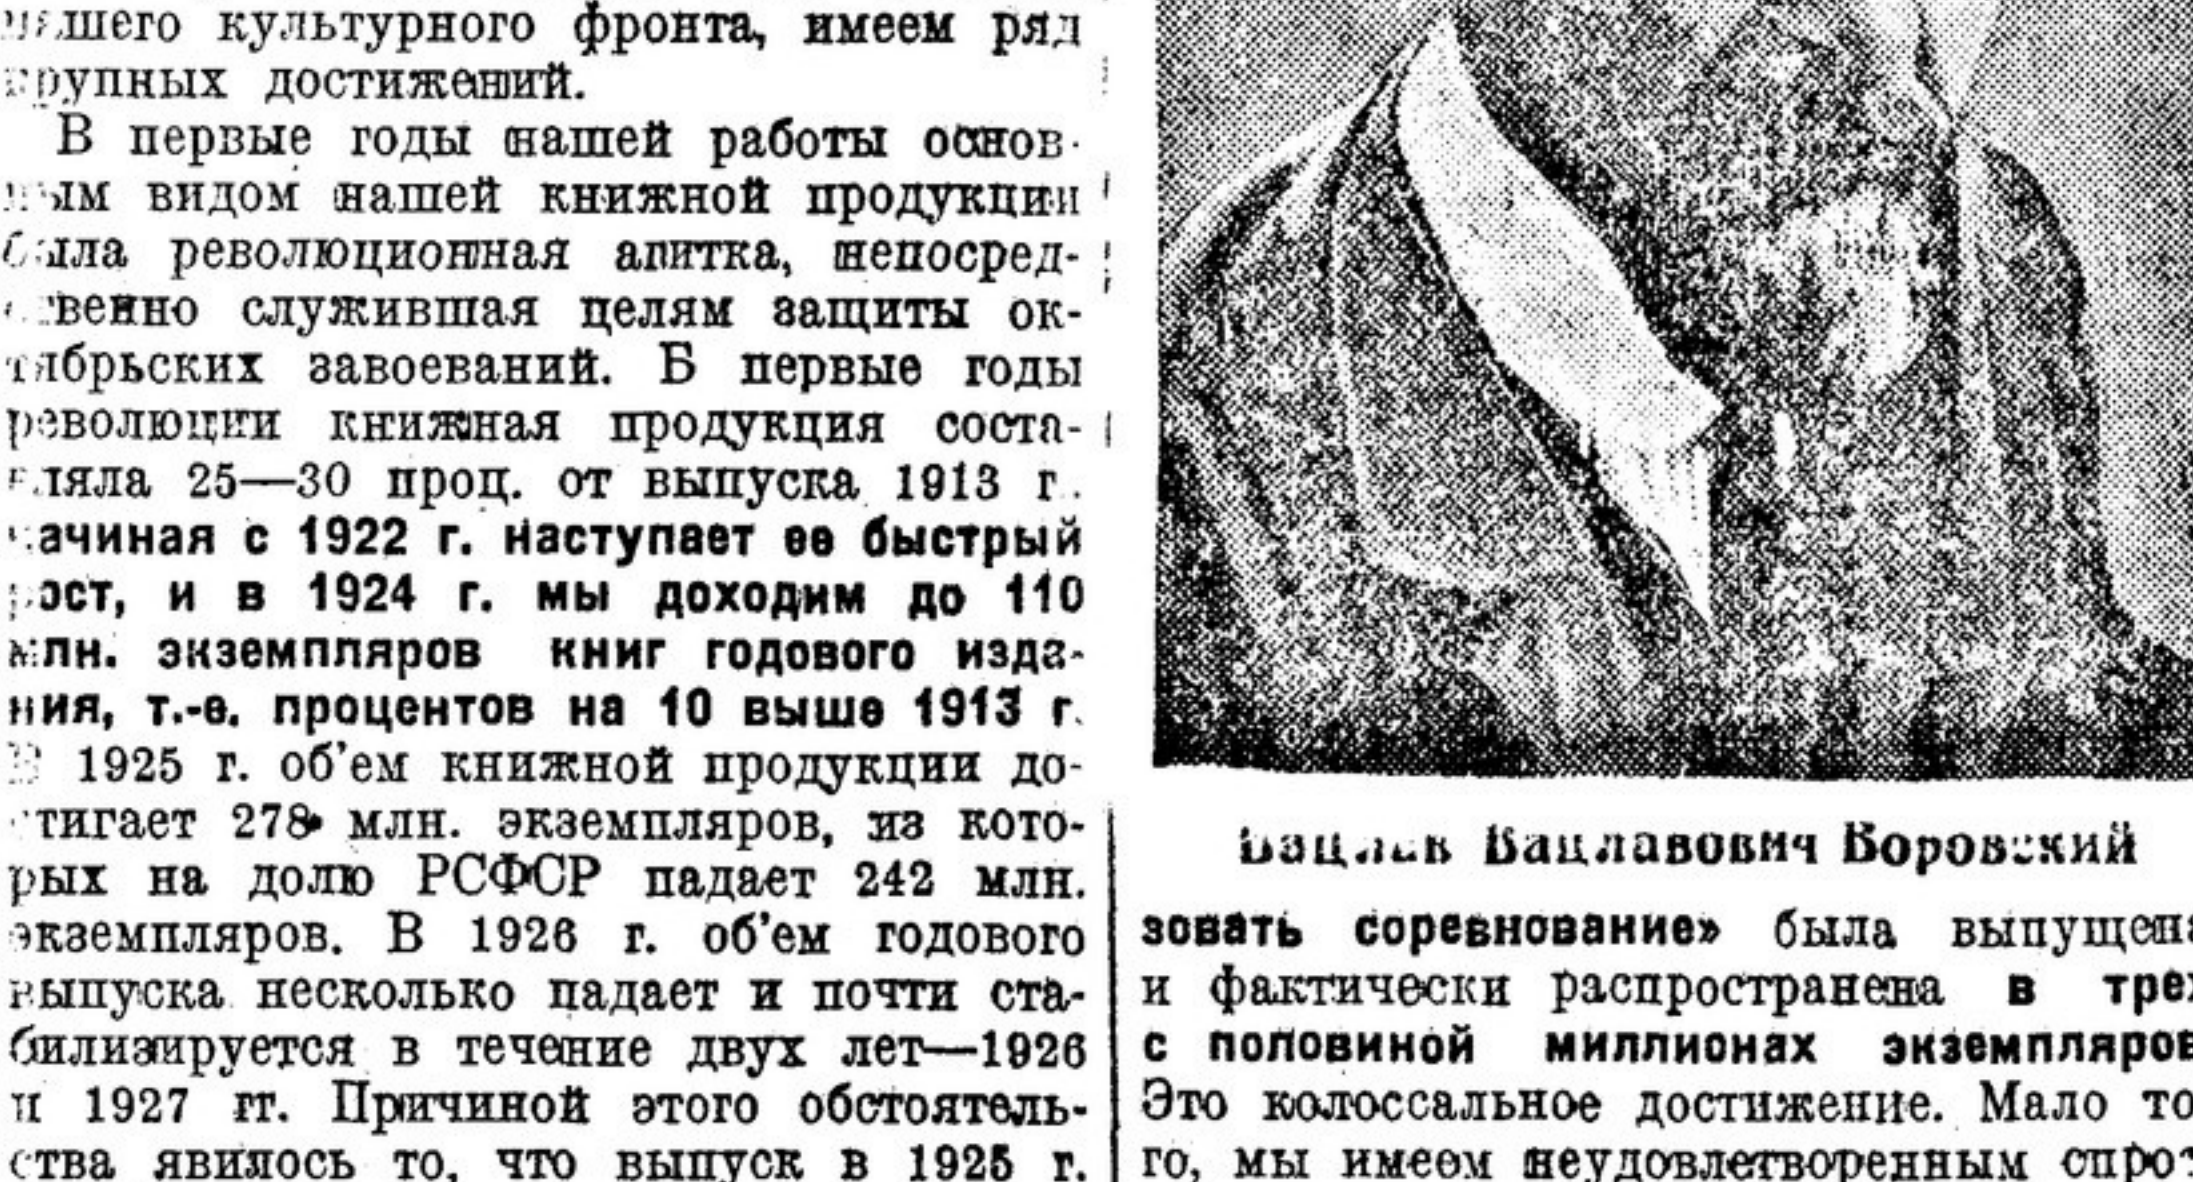 нашего культурного фронта, имеем ряд
крупных достижений.
В первые годы нашей работы основ-
ным видом нашей книжной продукции
была революционная агитка, непосред-
ственно служившая целям защиты ок-
тябрьских завоеваний. В первые годы
революции книжная продукция соста-
вляла 25—30 проц. от выпуска 1913 г.
начиная с 1922 г. наступает ее быстрый
рост, и в 1924 г. мы доходим до 110
млн. экземпляров книг годового изда-
ния, т.-е. процентов на 10 выше 1913 г.
В 1925 г. об'ем книжной продукции до-
стигает 278 млн. экземпляров, из кото-
рых на долю РСФСР падает 242 млн.
экземпляров. В 1926 г. об'ем годового
выпуска несколько падает и почти ста-
билизируется в течение двух лет—1926
и 1927 гг. Причиной этого обстоятель-
ства явилось то, что выпуск в 1925 г.
Вацлав Вацлавович Воровский
зовать соревнование» была выпущена
и фактически распространена в трех
с половиной миллионах экземпляров
Это колоссальное достижение. Мало то
го, мы имеем неудовлетворенным спрос